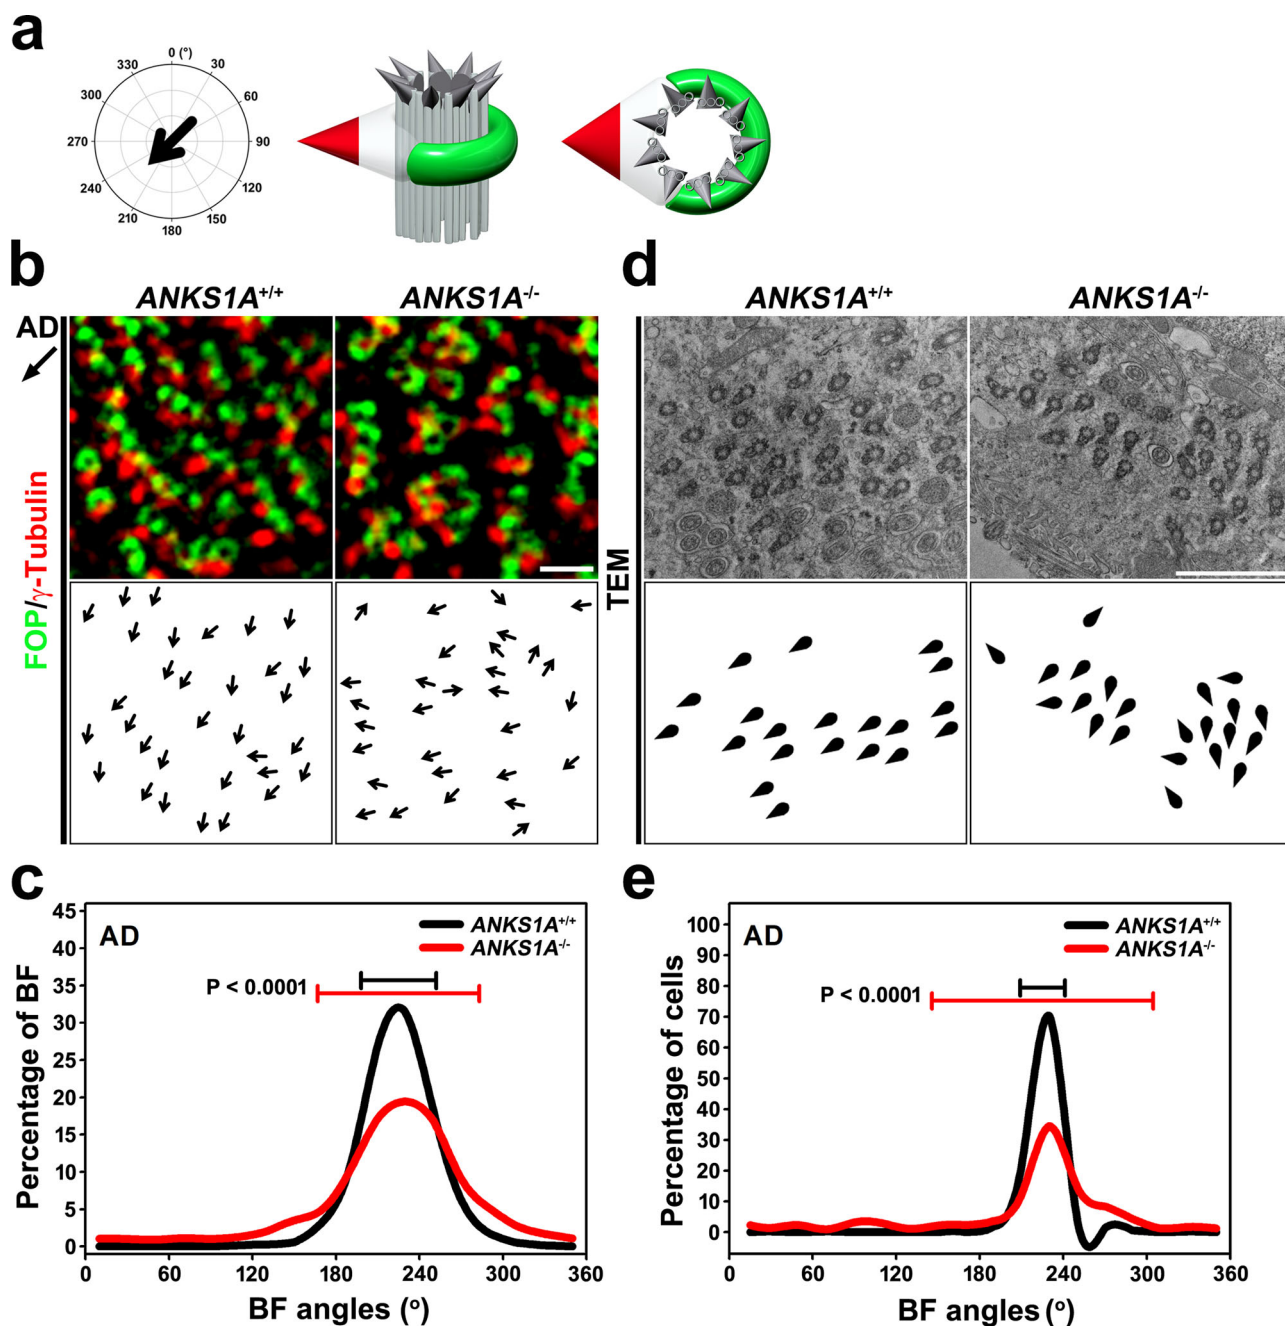 a
0 (°)
30
60
90
120
150
180
210
240
270
300
330
b
ANKS1A+/+
ANKS1A-/-
AD
FOP/γ-Tubulin
d
ANKS1A+/+
ANKS1A-/-
TEM
c
AD
ANKS1A+/+
ANKS1A-/-
P < 0.0001
Percentage of BF
45
40
35
30
25
20
15
10
5
0
0 60 120 180 240 300 360
BF angles (º)
e
AD
ANKS1A+/+
ANKS1A-/-
P < 0.0001
Percentage of cells
100
90
80
70
60
50
40
30
20
10
0
0 60 120 180 240 300 360
BF angles (º)